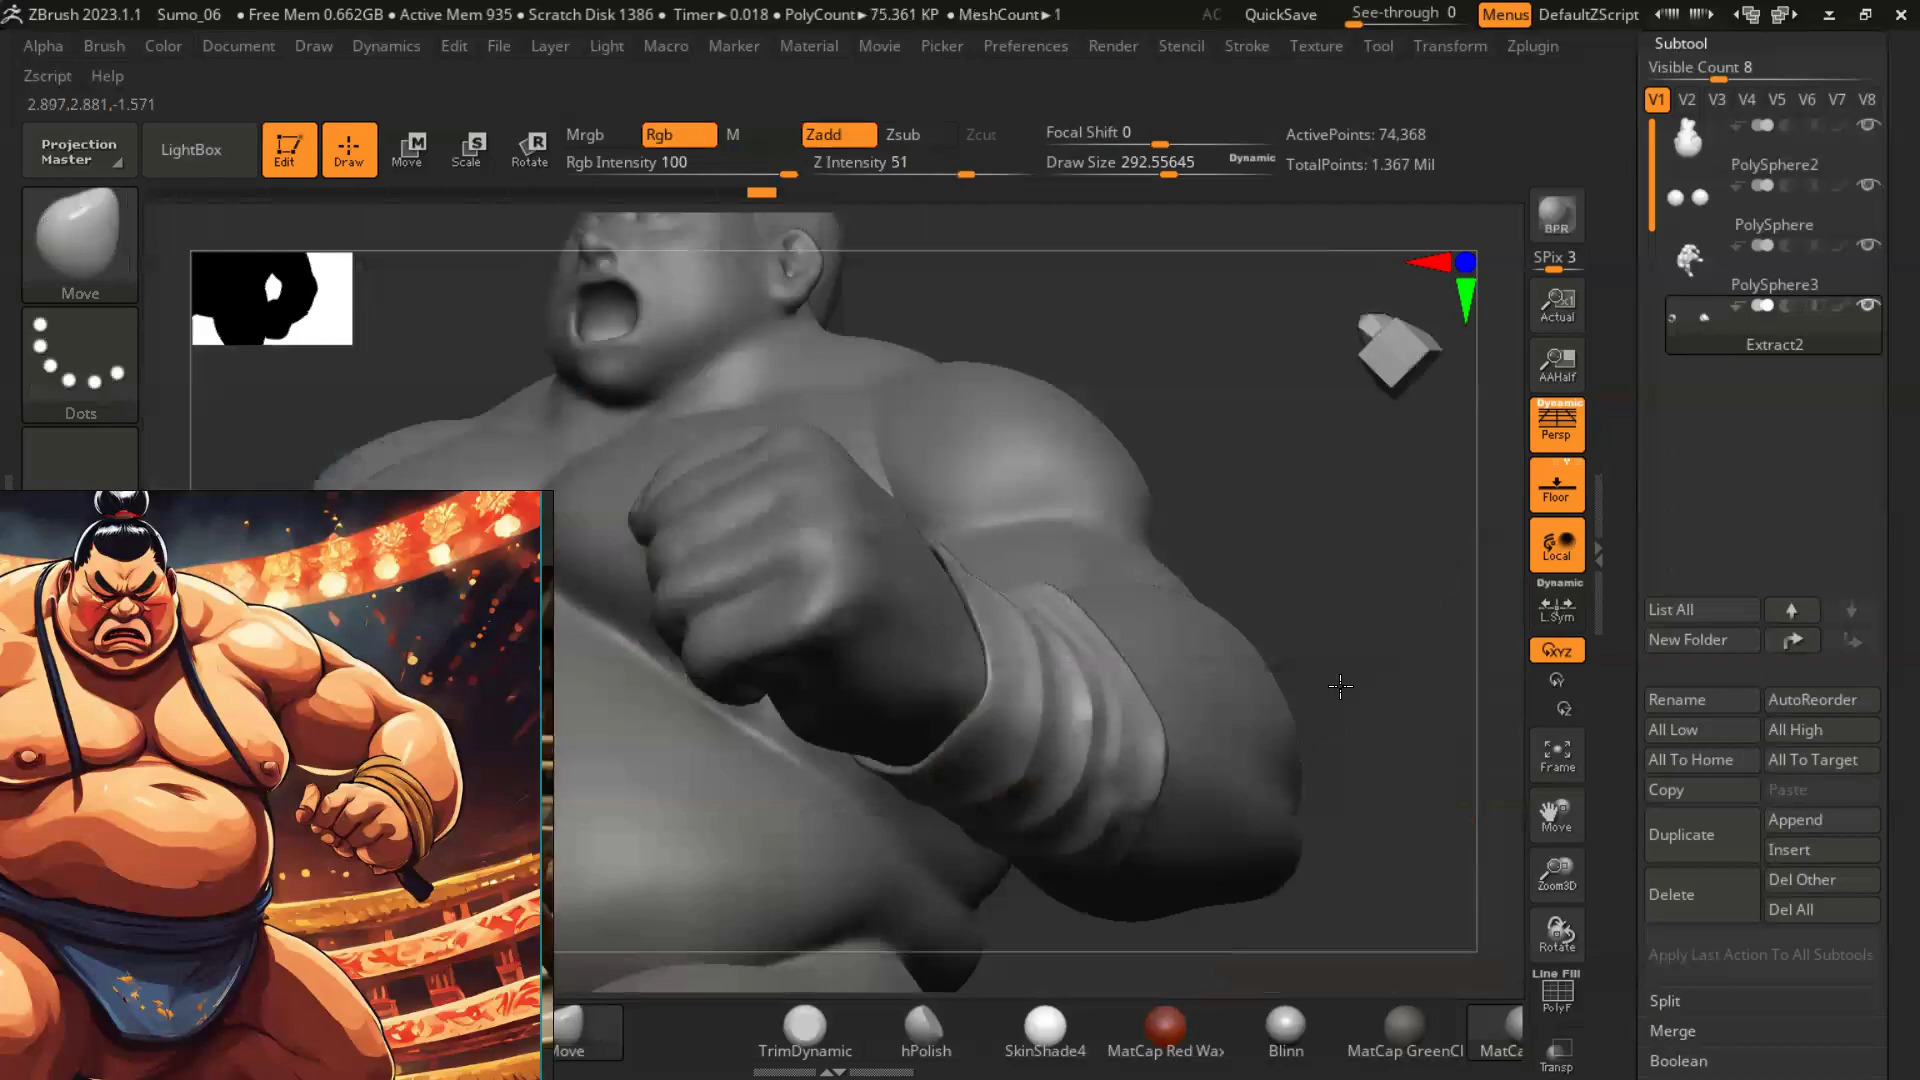 ZBrush 2023.1.1 Sumo_06 • Free Mem 0.662GB • Active Mem 935 • Scratch Disk 1386 • Timer▶0.018 • PolyCount▶75.361 KP • MeshCount▶1 AC QuickSave See-through 0 Menus DefaultZScript
Alpha Brush Color Document Draw Dynamics Edit File Layer Light Macro Marker Material Movie Picker Preferences Render Stencil Stroke Texture Tool Transform Zplugin
Zscript Help
2.897,2.881,-1.571
Projection Master
LightBox
Edit
Draw
M
Move
S
Scale
R
Rotate
Mrgb Rgb M
Rgb Intensity 100
Zadd Zsub Zcut
Z Intensity 51
Focal Shift 0
Draw Size 292.55645 Dynamic
ActivePoints: 74,368
TotalPoints: 1.367 Mil
Move
Dots
BPR
SPix 3
Actual
AAHalf
Dynamic
Persp
Floor
Local
Dynamic
L.Sym
XYZ
Y
Z
Frame
Move
Zoom3D
Rotate
Line Fill
PolyF
Transp
Subtool
Visible Count 8
V1 V2 V3 V4 V5 V6 V7 V8
PolySphere2
PolySphere
PolySphere3
Extract2
List All
New Folder
Rename AutoReorder
All Low All High
All To Home All To Target
Copy Paste
Duplicate Append
Insert
Delete Del Other
Del All
Apply Last Action To All Subtools
Split
Merge
Boolean
Move TrimDynamic hPolish SkinShade4 MatCap Red Wax Blinn MatCap GreenCl MatCa